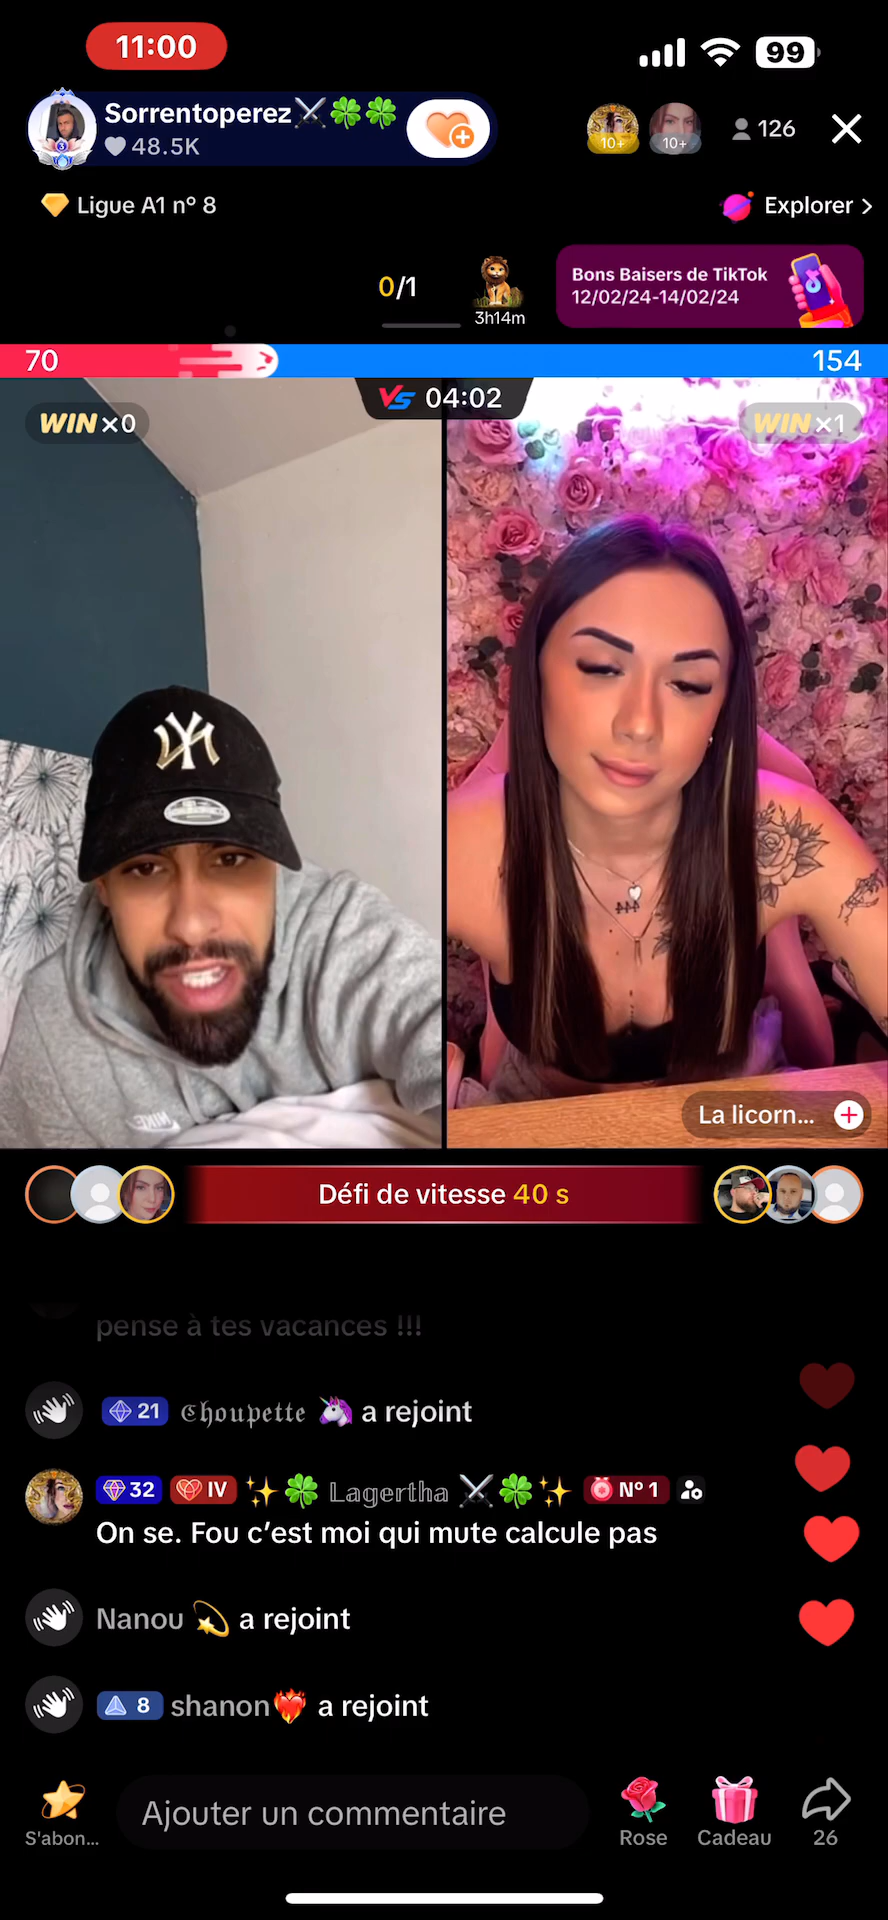 11:00
99
Sorrentoperez⚔️🍀🍀
48.5K
10+
10+
126
Ligue A1 nº 8
Explorer >
0/1
3h14m
Bons Baisers de TikTok
12/02/24-14/02/24
70
154
WIN x0
VS 04:02
WIN x1
NY
NIKE
La licorn...
Défi de vitesse 40 s
pense à tes vacances !!!
21 ℭ𝔥𝔬𝔲𝔭𝔢𝔱𝔱𝔢 🦄 a rejoint
32 IV ✨🍀 𝕃𝕒𝕘𝕖𝕣𝕥𝕙𝕒 ⚔️🍀✨ Nº 1
On se. Fou c’est moi qui mute calcule pas
Nanou 💫 a rejoint
8 shanon❤️‍🔥 a rejoint
S'abon...
Ajouter un commentaire
Rose
Cadeau
26